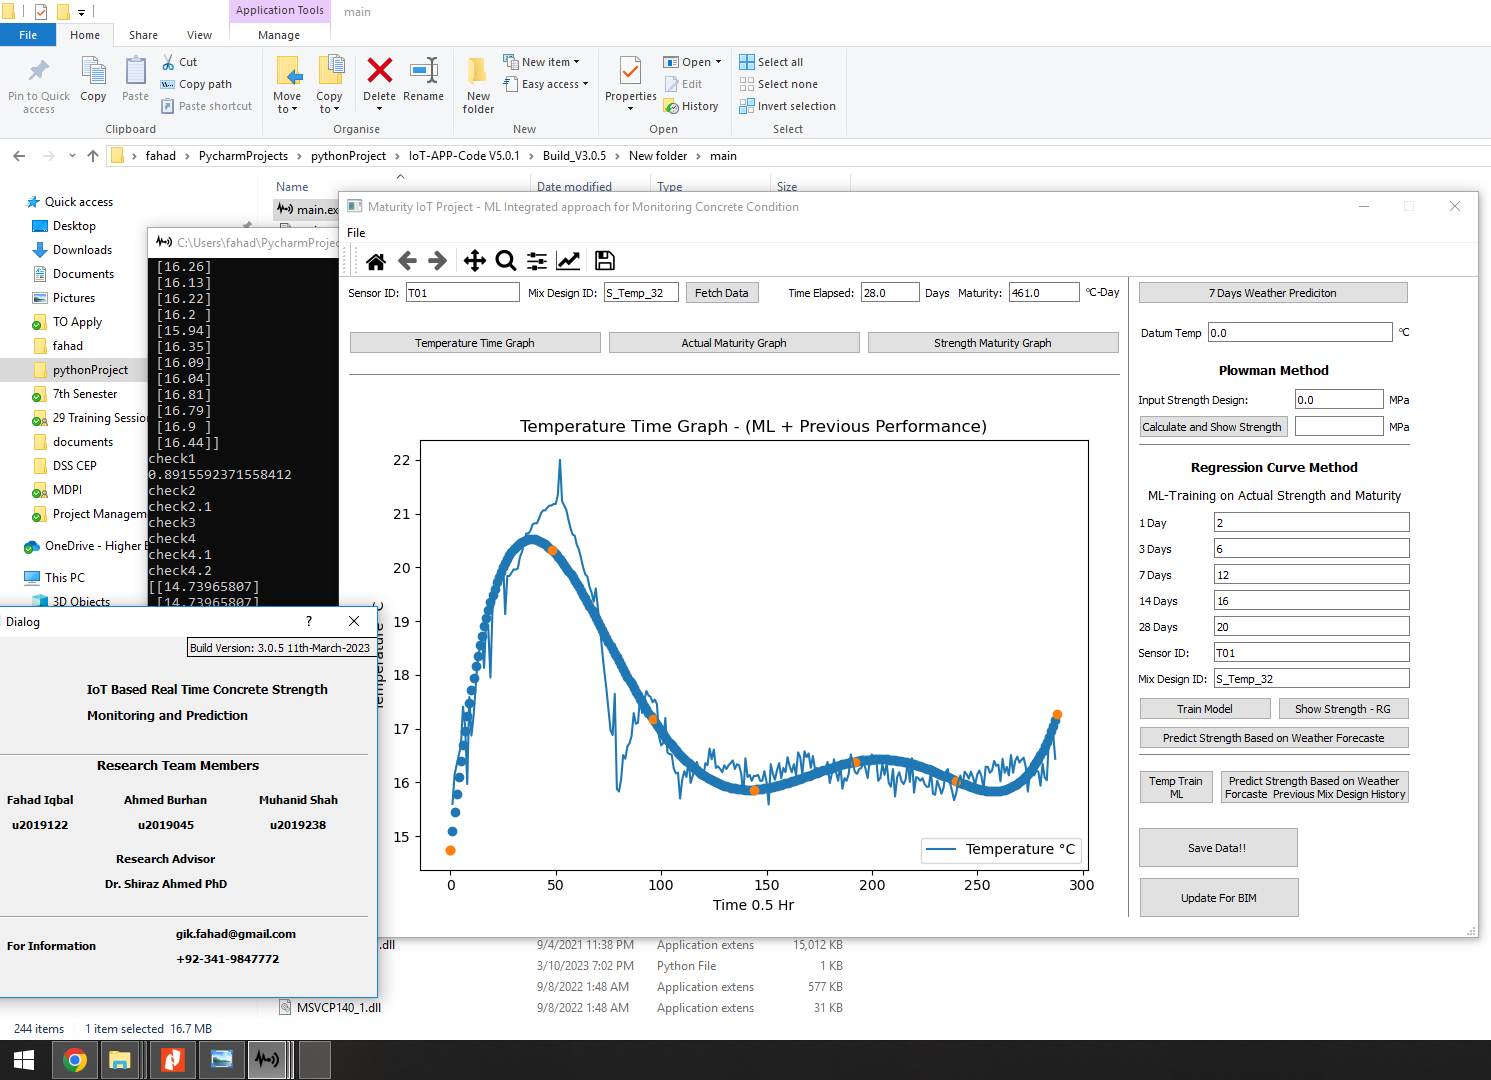 Application Tools
main
File
Home
Share
View
Manage
Pin to Quick
access
Copy
Paste
Cut
Copy path
Paste shortcut
Clipboard
Move
to
Copy
to
Delete
Rename
Organise
New
folder
New item
Easy access
New
Properties
Open
Edit
History
Open
Select all
Select none
Invert selection
Select
fahad > PycharmProjects > pythonProject > IoT-APP-Code V5.0.1 > Build_V3.0.5 > New folder > main
Name
Date modified
Type
Size
Quick access
Desktop
Downloads
Documents
Pictures
TO Apply
fahad
pythonProject
7th Senester
29 Training Sessio
documents
DSS CEP
MDPI
Project Managem
OneDrive - Higher E
This PC
3D Objects
main.ex
C:\Users\fahad\PycharmProjec
[16.26]
[16.13]
[16.22]
[16.2 ]
[15.94]
[16.35]
[16.09]
[16.04]
[16.81]
[16.79]
[16.9 ]
[16.44]]
check1
0.8915592371558412
check2
check2.1
check3
check4
check4.1
check4.2
[[14.73965807]
[14.73965807]
Maturity IoT Project - ML Integrated approach for Monitoring Concrete Condition
File
Sensor ID: T01 Mix Design ID: S_Temp_32 Fetch Data Time Elapsed: 28.0 Days Maturity: 461.0 °C-Day
Temperature Time Graph
Actual Maturity Graph
Strength Maturity Graph
Temperature Time Graph - (ML + Previous Performance)
22
21
20
19
18
17
16
15
Temperature °C
Temperature °C
0 50 100 150 200 250 300
Time 0.5 Hr
7 Days Weather Prediciton
Datum Temp 0.0 °C
Plowman Method
Input Strength Design: 0.0 MPa
Calculate and Show Strength MPa
Regression Curve Method
ML-Training on Actual Strength and Maturity
1 Day 2
3 Days 6
7 Days 12
14 Days 16
28 Days 20
Sensor ID: T01
Mix Design ID: S_Temp_32
Train Model
Show Strength - RG
Predict Strength Based on Weather Forecaste
Temp Train
ML
Predict Strength Based on Weather
Forcaste Previous Mix Design History
Save Data!!
Update For BIM
Dialog
?
Build Version: 3.0.5 11th-March-2023
IoT Based Real Time Concrete Strength
Monitoring and Prediction
Research Team Members
Fahad Iqbal Ahmed Burhan Muhanid Shah
u2019122 u2019045 u2019238
Research Advisor
Dr. Shiraz Ahmed PhD
For Information
gik.fahad@gmail.com
+92-341-9847772
.dll 9/4/2021 11:38 PM Application extens 15,012 KB
3/10/2023 7:02 PM Python File 1 KB
9/8/2022 1:48 AM Application extens 577 KB
MSVCP140_1.dll 9/8/2022 1:48 AM Application extens 31 KB
244 items 1 item selected 16.7 MB